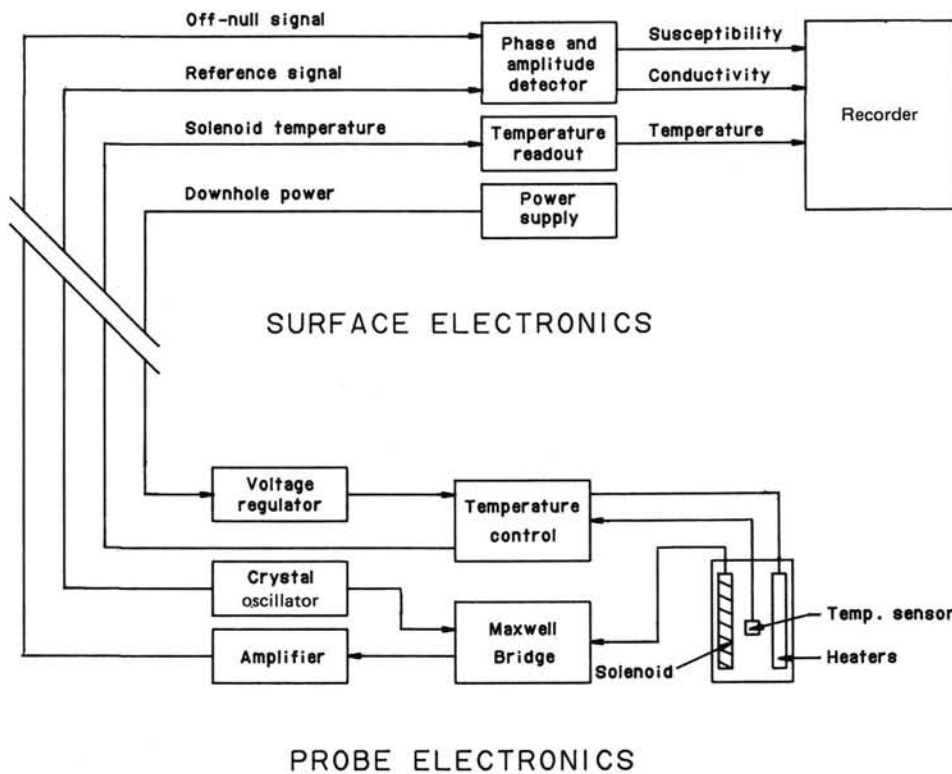 Off-null signal
Reference signal
Solenoid temperature
Downhole power
Phase and
amplitude
detector
Temperature
readout
Power
supply
Susceptibility
Conductivity
Temperature
Recorder
SURFACE ELECTRONICS
Voltage
regulator
Temperature
control
Crystal
oscillator
Amplifier
Maxwell
Bridge
Solenoid
Temp. sensor
Heaters
PROBE ELECTRONICS